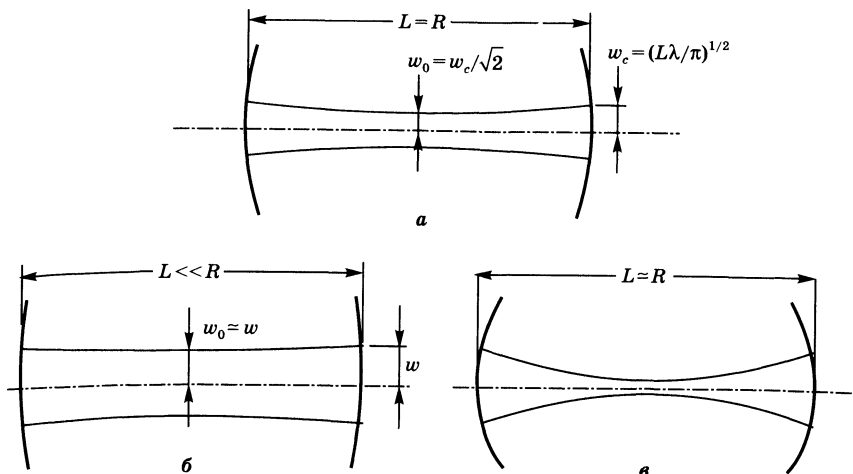 L = R
w₀ = w_c/√2
w_c = (Lλ/π)^{1/2}
а
L << R
w₀ ≃ w
w
б
L ≃ R
в